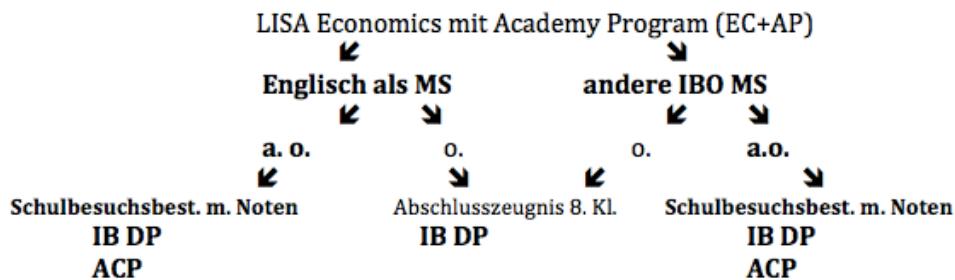 LISA Economics mit Academy Program (EC+AP)
Englisch als MS andere IBO MS
a. o. o. o. a.o.
Schulbesuchsbest. m. Noten Abschlusszeugnis 8. Kl. Schulbesuchsbest. m. Noten
IB DP IB DP IB DP
ACP ACP